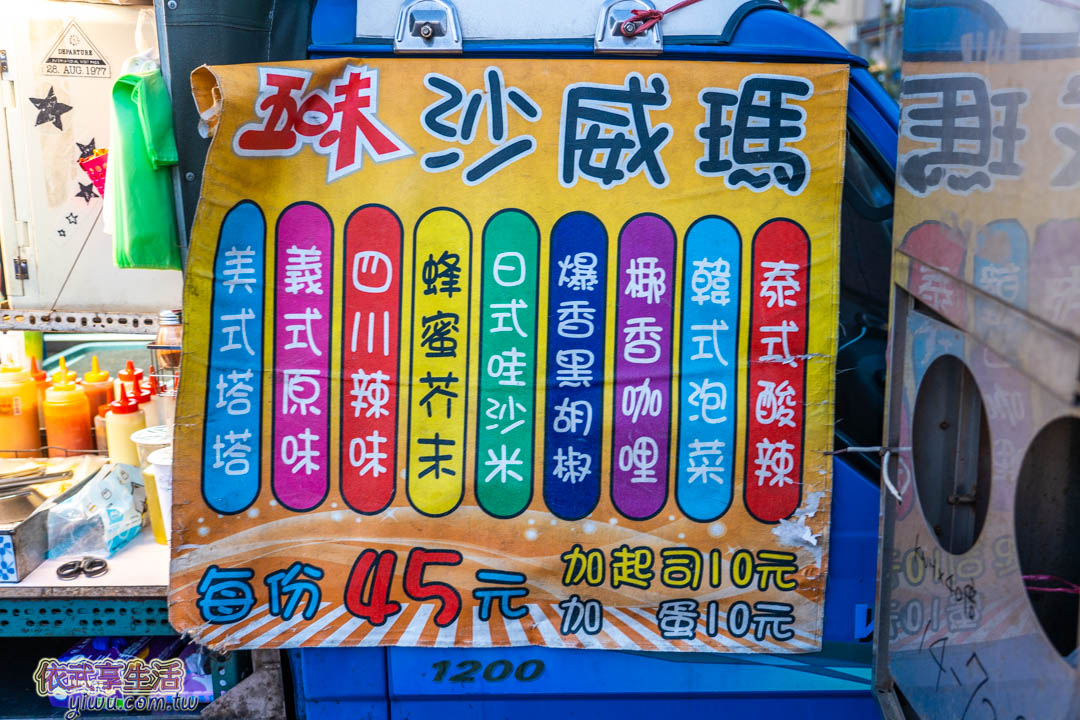 DEPARTURE
28. AUG. 1977
五味 沙威瑪
美式塔塔
義式原味
四川辣味
蜂蜜芥末
日式哇沙米
爆香黑胡椒
椰香咖哩
韓式泡菜
泰式酸辣
每份45元
加起司10元
加 蛋10元
1200
依武享生活
yiwu.com.tw